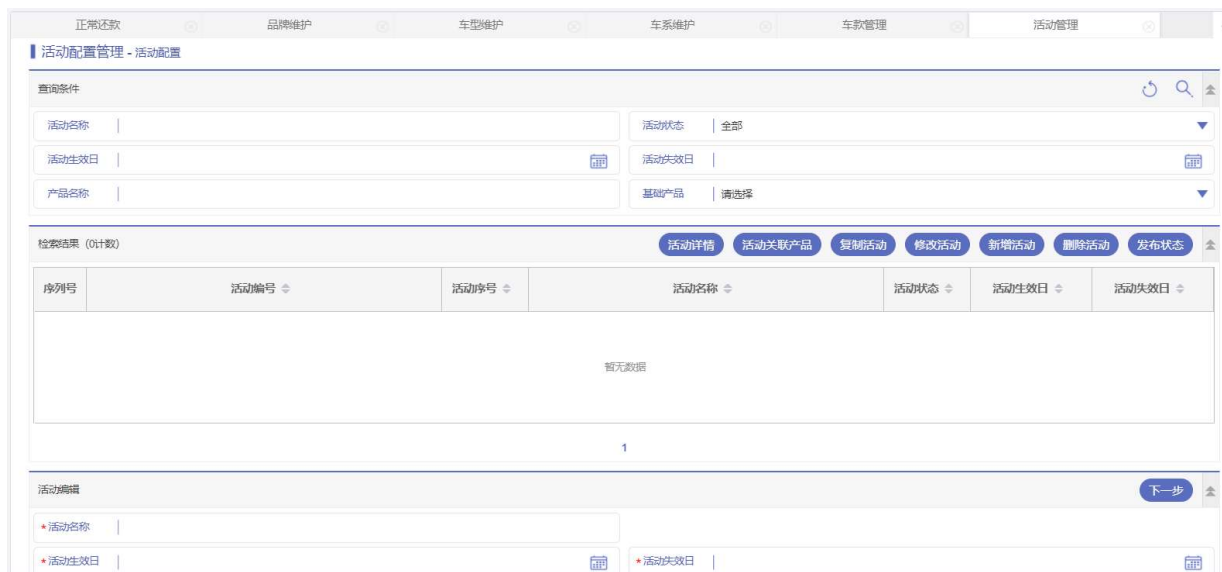 正常还款 品牌维护 车型维护 车系维护 车款管理 活动管理
活动配置管理 - 活动配置
查询条件
活动名称 活动状态 全部
活动生效日 活动失效日
产品名称 基础产品 请选择
检索结果 (0计数) 活动详情 活动关联产品 复制活动 修改活动 新增活动 删除活动 发布状态
序列号 活动编号 活动序号 活动名称 活动状态 活动生效日 活动失效日
暂无数据
1
活动编辑 下一步
*活动名称
*活动生效日 *活动失效日